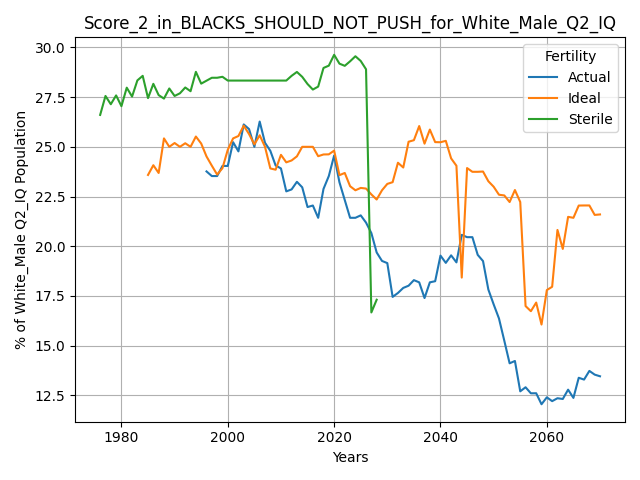 Score_2_in_BLACKS_SHOULD_NOT_PUSH_for_White_Male_Q2_IQ
% of White_Male Q2_IQ Population
30.0
27.5
25.0
22.5
20.0
17.5
15.0
12.5
Fertility
Actual
Ideal
Sterile
1980
2000
2020
2040
2060
Years